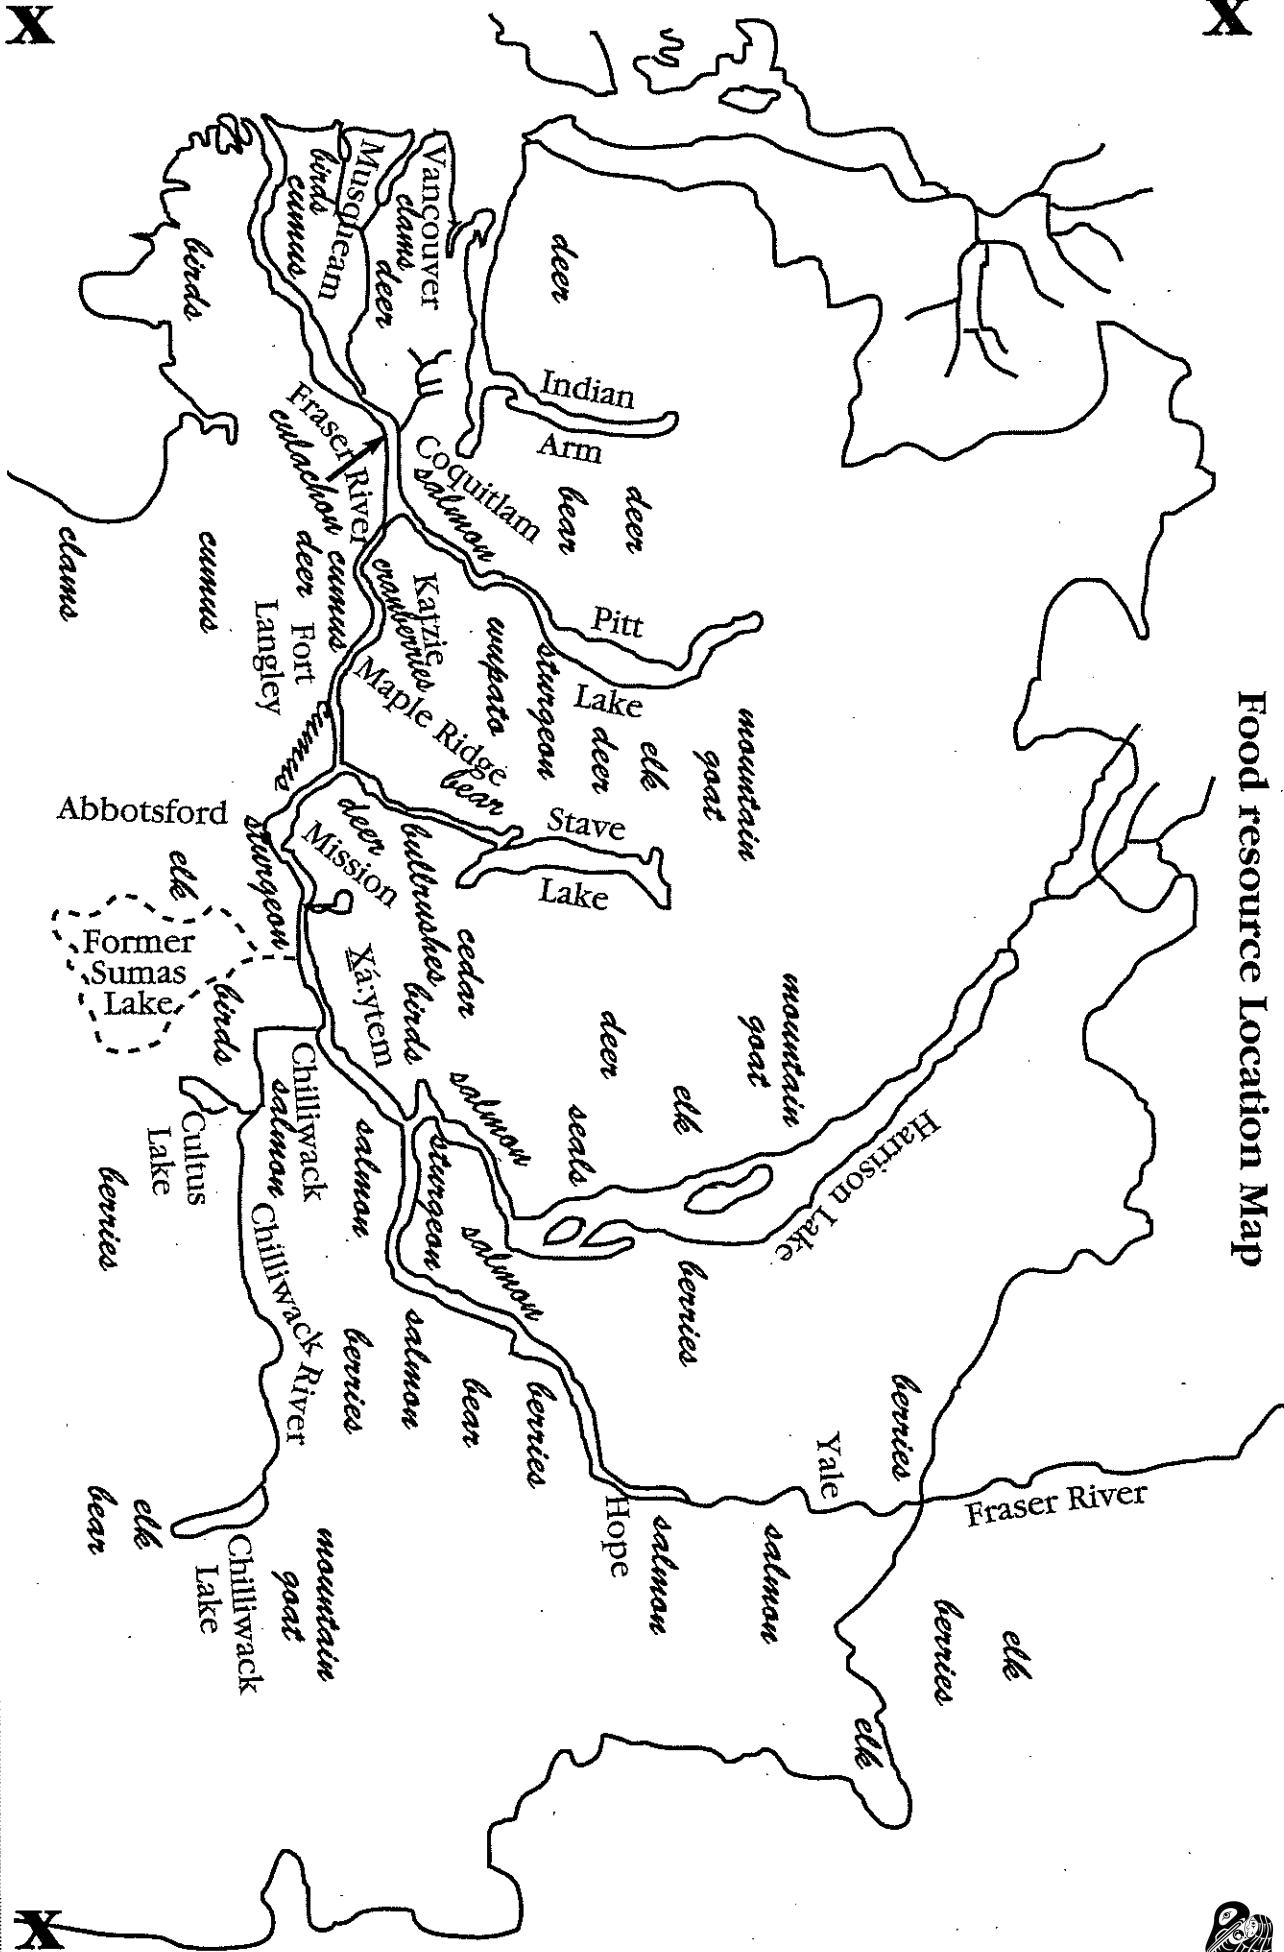 X
X
Food resource Location Map
Fraser River
berries
elk
berries
elk
Harrison Lake
Yale
salmon
mountain
goat
mountain
goat
elk
deer
seals
berries
Hope
salmon
deer
Indian
Arm
deer
bear
Pitt
Lake
elk
deer
sturgeon
wapato
Stave
Lake
cedar
salmon
salmon
berries
bear
Vancouver
clams
deer
Musqueam
birds
cumus
Coquitlam
salmon
Katzie
cranberries
Maple Ridge
bear
bullrushes
birds
deer
Mission
X̲á:ytem
sturgeon
salmon
salmon
berries
Fraser River
eulachon
cumus
deer
Fort
Langley
cumus
sturgeon
Chilliwack
salmon
Chilliwack River
mountain
goat
Chilliwack
Lake
birds
cumus
clams
Abbotsford
elk
Former
Sumas
Lake
birds
Cultus
Lake
berries
elk
bear
X